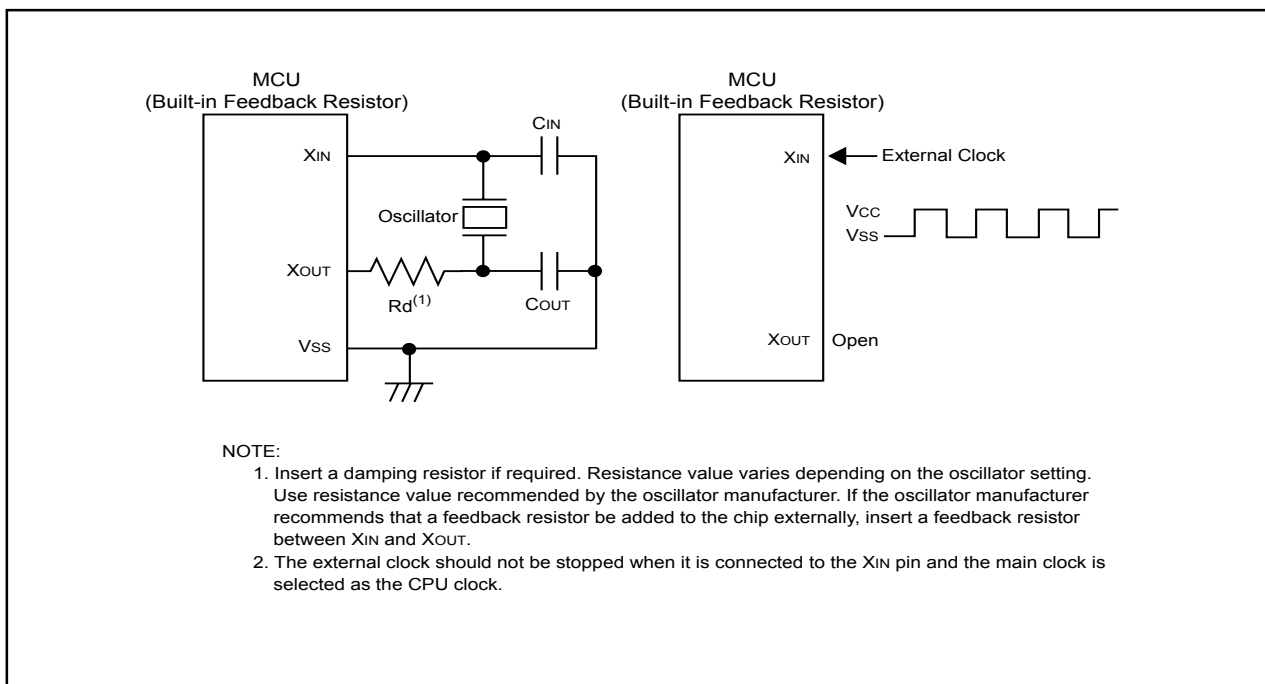 MCU
(Built-in Feedback Resistor)
XIN
CIN
Oscillator
XOUT
Rd(1)
COUT
VSS
MCU
(Built-in Feedback Resistor)
XIN
External Clock
VCC
VSS
XOUT
Open
NOTE:
1. Insert a damping resistor if required. Resistance value varies depending on the oscillator setting.
Use resistance value recommended by the oscillator manufacturer. If the oscillator manufacturer
recommends that a feedback resistor be added to the chip externally, insert a feedback resistor
between XIN and XOUT.
2. The external clock should not be stopped when it is connected to the XIN pin and the main clock is
selected as the CPU clock.